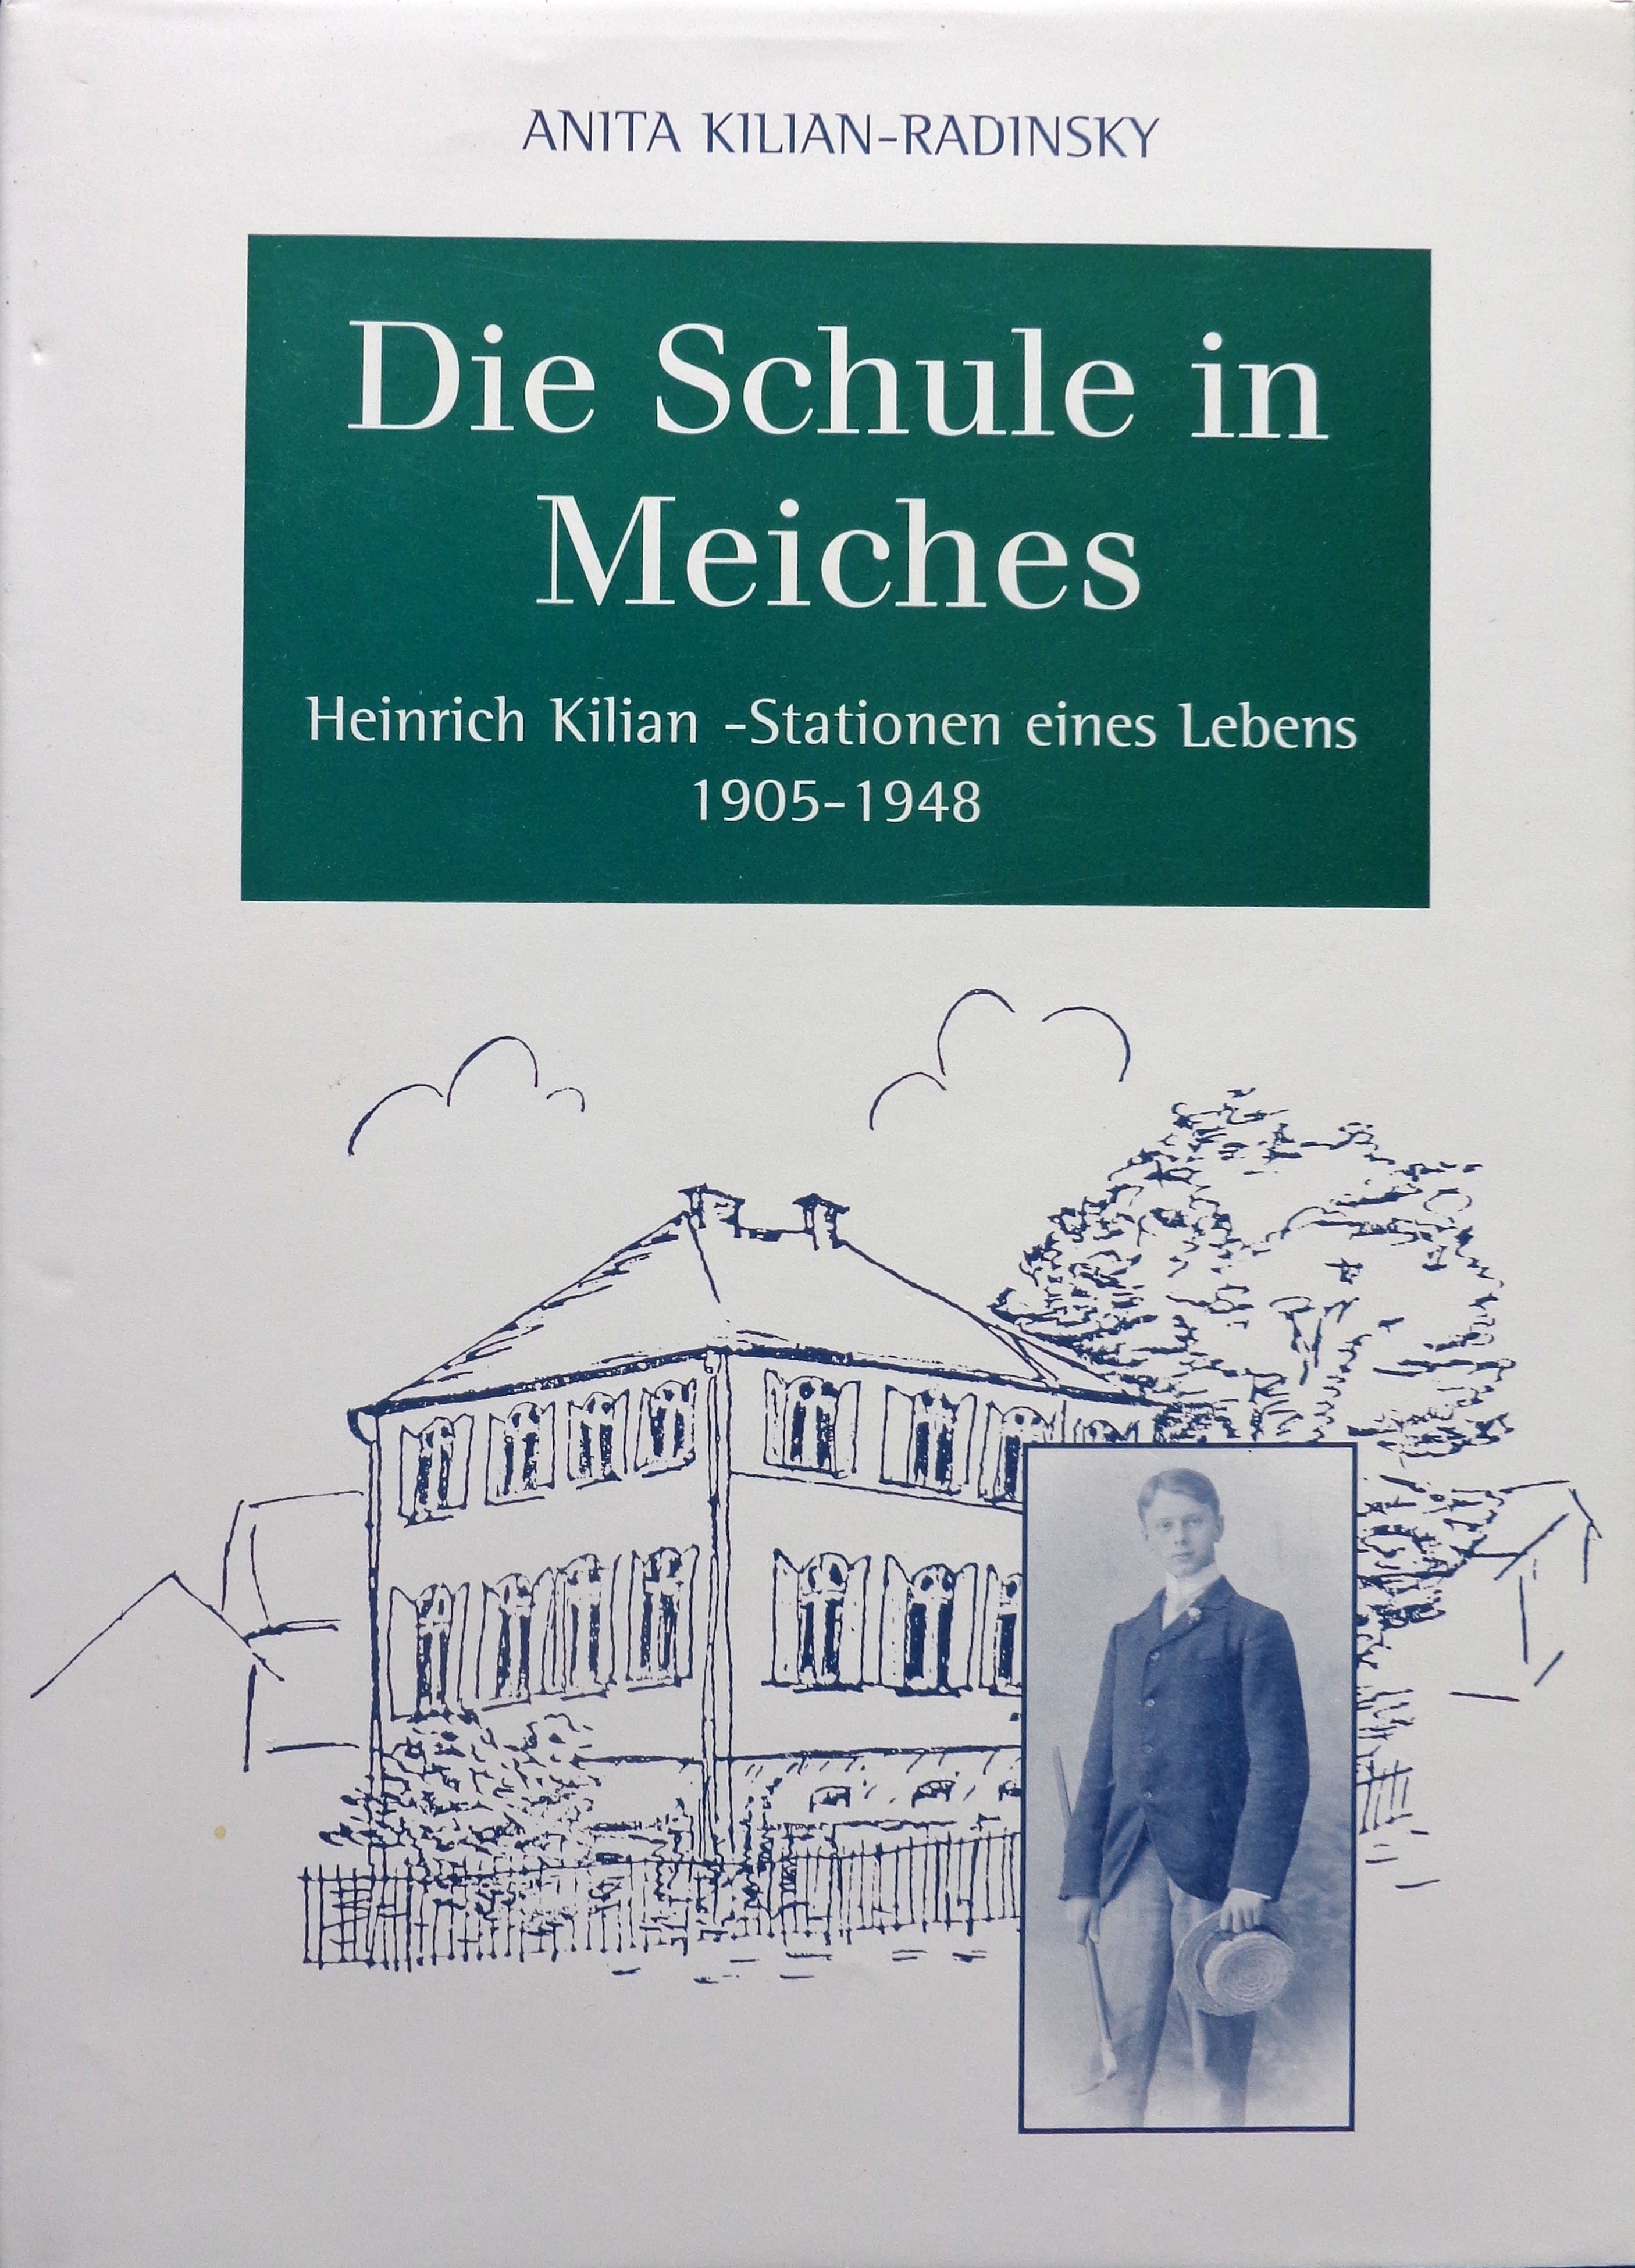 ANITA KILIAN-RADINSKY
Die Schule in
Meiches
Heinrich Kilian -Stationen eines Lebens
1905-1948